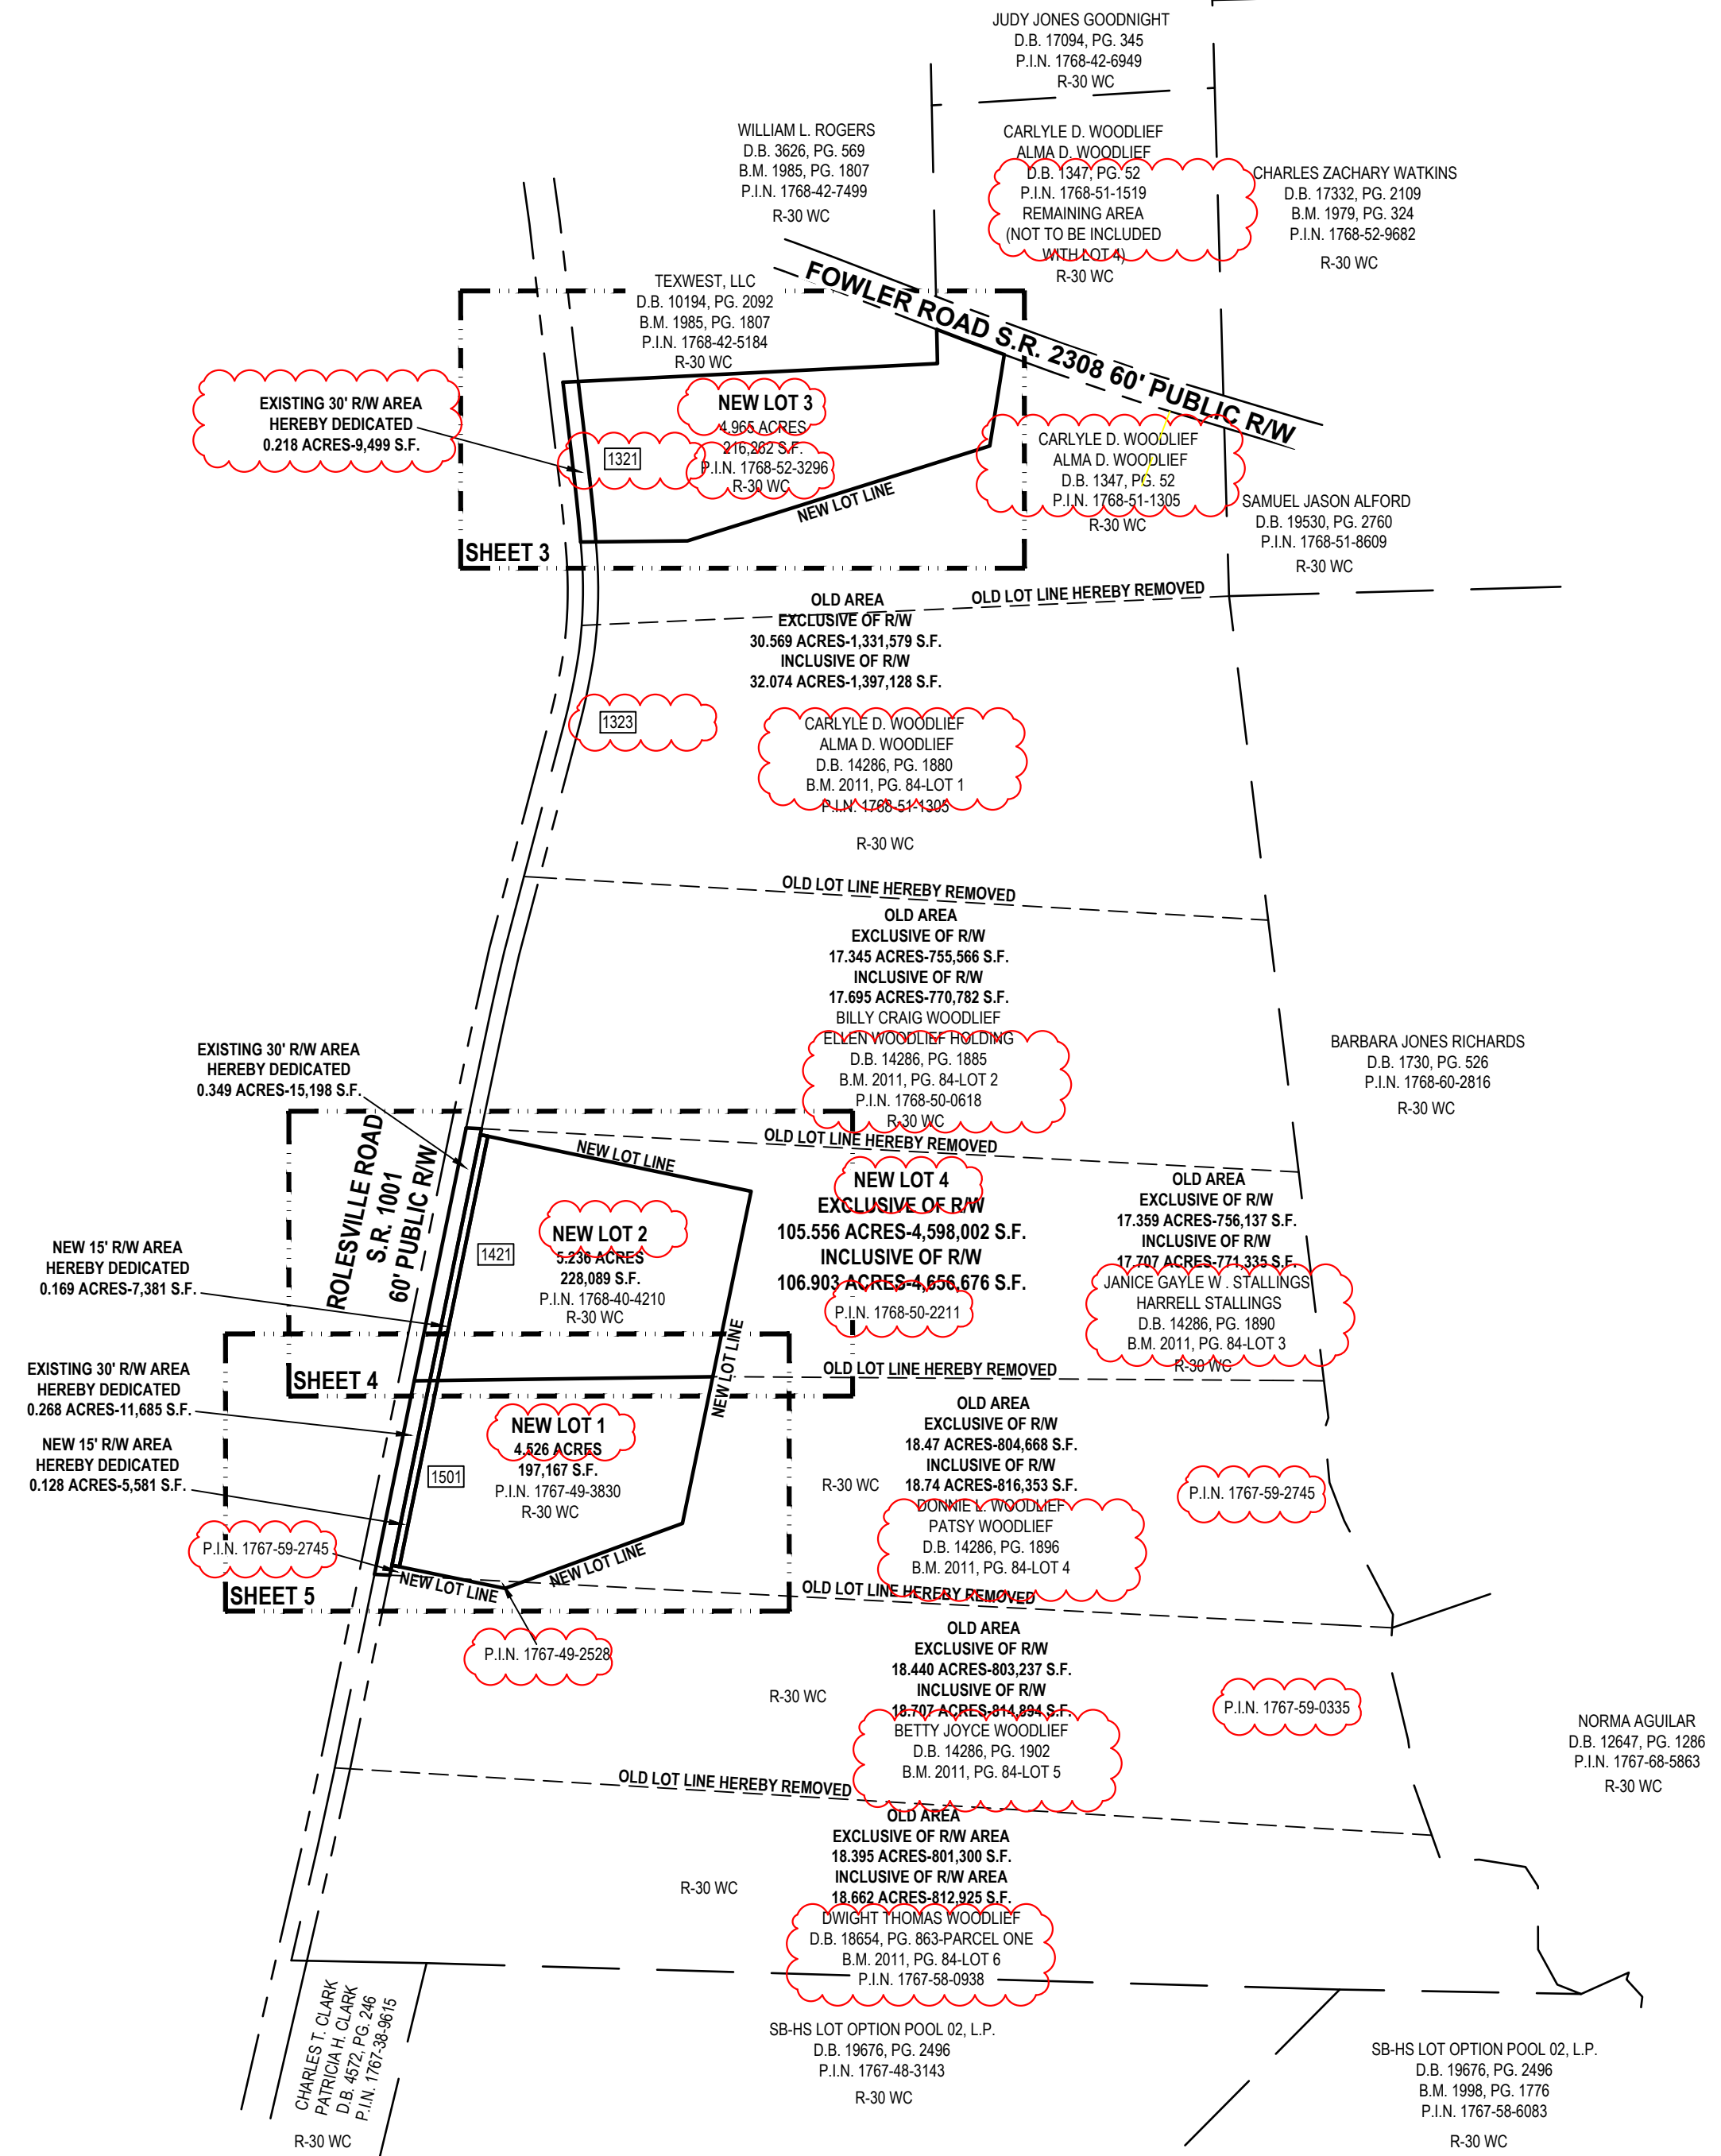 JUDY JONES GOODNIGHT
D.B. 17094, PG. 345
P.I.N. 1768-42-6949
R-30 WC
WILLIAM L. ROGERS
D.B. 3626, PG. 569
B.M. 1985, PG. 1807
P.I.N. 1768-42-7499
R-30 WC
CARLYLE D. WOODLIEF
ALMA D. WOODLIEF
D.B. 1347, PG. 52
P.I.N. 1768-51-1519
REMAINING AREA
(NOT TO BE INCLUDED
WITH LOT 4)
R-30 WC
CHARLES ZACHARY WATKINS
D.B. 17332, PG. 2109
B.M. 1979, PG. 324
P.I.N. 1768-52-9682
R-30 WC
FOWLER ROAD S.R. 2308 60' PUBLIC R/W
TEXWEST, LLC
D.B. 10194, PG. 2092
B.M. 1985, PG. 1807
P.I.N. 1768-42-5184
R-30 WC
EXISTING 30' R/W AREA
HEREBY DEDICATED
0.218 ACRES-9,499 S.F.
1321
NEW LOT 3
4.965 ACRES
216,262 S.F.
P.I.N. 1768-52-3296
R-30 WC
NEW LOT LINE
SHEET 3
CARLYLE D. WOODLIEF
ALMA D. WOODLIEF
D.B. 1347, PG. 52
P.I.N. 1768-51-1305
R-30 WC
SAMUEL JASON ALFORD
D.B. 19530, PG. 2760
P.I.N. 1768-51-8609
R-30 WC
OLD LOT LINE HEREBY REMOVED
OLD AREA
EXCLUSIVE OF R/W
30.569 ACRES-1,331,579 S.F.
INCLUSIVE OF R/W
32.074 ACRES-1,397,128 S.F.
1323
CARLYLE D. WOODLIEF
ALMA D. WOODLIEF
D.B. 14286, PG. 1880
B.M. 2011, PG. 84-LOT 1
P.I.N. 1768-51-1305
R-30 WC
OLD LOT LINE HEREBY REMOVED
OLD AREA
EXCLUSIVE OF R/W
17.345 ACRES-755,566 S.F.
INCLUSIVE OF R/W
17.695 ACRES-770,782 S.F.
BILLY CRAIG WOODLIEF
ELLEN WOODLIEF HOLDING
D.B. 14286, PG. 1885
B.M. 2011, PG. 84-LOT 2
P.I.N. 1768-50-0618
R-30 WC
BARBARA JONES RICHARDS
D.B. 1730, PG. 526
P.I.N. 1768-60-2816
R-30 WC
EXISTING 30' R/W AREA
HEREBY DEDICATED
0.349 ACRES-15,198 S.F.
OLD LOT LINE HEREBY REMOVED
ROLESVILLE ROAD
S.R. 1001
60' PUBLIC R/W
NEW LOT LINE
1421
NEW LOT 2
5.236 ACRES
228,089 S.F.
P.I.N. 1768-40-4210
R-30 WC
NEW LOT 4
EXCLUSIVE OF R/W
105.556 ACRES-4,598,002 S.F.
INCLUSIVE OF R/W
106.903 ACRES-4,656,676 S.F.
P.I.N. 1768-50-2211
OLD AREA
EXCLUSIVE OF R/W
17.359 ACRES-756,137 S.F.
INCLUSIVE OF R/W
17.707 ACRES-771,335 S.F.
JANICE GAYLE W . STALLINGS
HARRELL STALLINGS
D.B. 14286, PG. 1890
B.M. 2011, PG. 84-LOT 3
R-30 WC
NEW 15' R/W AREA
HEREBY DEDICATED
0.169 ACRES-7,381 S.F.
NEW LOT LINE
SHEET 4
OLD LOT LINE HEREBY REMOVED
EXISTING 30' R/W AREA
HEREBY DEDICATED
0.268 ACRES-11,685 S.F.
NEW 15' R/W AREA
HEREBY DEDICATED
0.128 ACRES-5,581 S.F.
P.I.N. 1767-59-2745
1501
NEW LOT 1
4.526 ACRES
197,167 S.F.
P.I.N. 1767-49-3830
R-30 WC
OLD AREA
EXCLUSIVE OF R/W
18.47 ACRES-804,668 S.F.
INCLUSIVE OF R/W
18.74 ACRES-816,353 S.F.
R-30 WC
DONNIE L. WOODLIEF
PATSY WOODLIEF
D.B. 14286, PG. 1896
B.M. 2011, PG. 84-LOT 4
P.I.N. 1767-59-2745
NEW LOT LINE
NEW LOT LINE
SHEET 5
OLD LOT LINE HEREBY REMOVED
P.I.N. 1767-49-2528
R-30 WC
OLD AREA
EXCLUSIVE OF R/W
18.440 ACRES-803,237 S.F.
INCLUSIVE OF R/W
18.707 ACRES-814,894 S.F.
BETTY JOYCE WOODLIEF
D.B. 14286, PG. 1902
B.M. 2011, PG. 84-LOT 5
P.I.N. 1767-59-0335
NORMA AGUILAR
D.B. 12647, PG. 1286
P.I.N. 1767-68-5863
R-30 WC
OLD LOT LINE HEREBY REMOVED
OLD AREA
EXCLUSIVE OF R/W AREA
18.395 ACRES-801,300 S.F.
INCLUSIVE OF R/W AREA
18.662 ACRES-812,925 S.F.
R-30 WC
DWIGHT THOMAS WOODLIEF
D.B. 18654, PG. 863-PARCEL ONE
B.M. 2011, PG. 84-LOT 6
P.I.N. 1767-58-0938
CHARLES T. CLARK
PATRICIA H. CLARK
D.B. 4572, PG. 246
P.I.N. 1767-38-9615
R-30 WC
SB-HS LOT OPTION POOL 02, L.P.
D.B. 19676, PG. 2496
P.I.N. 1767-48-3143
R-30 WC
SB-HS LOT OPTION POOL 02, L.P.
D.B. 19676, PG. 2496
B.M. 1998, PG. 1776
P.I.N. 1767-58-6083
R-30 WC